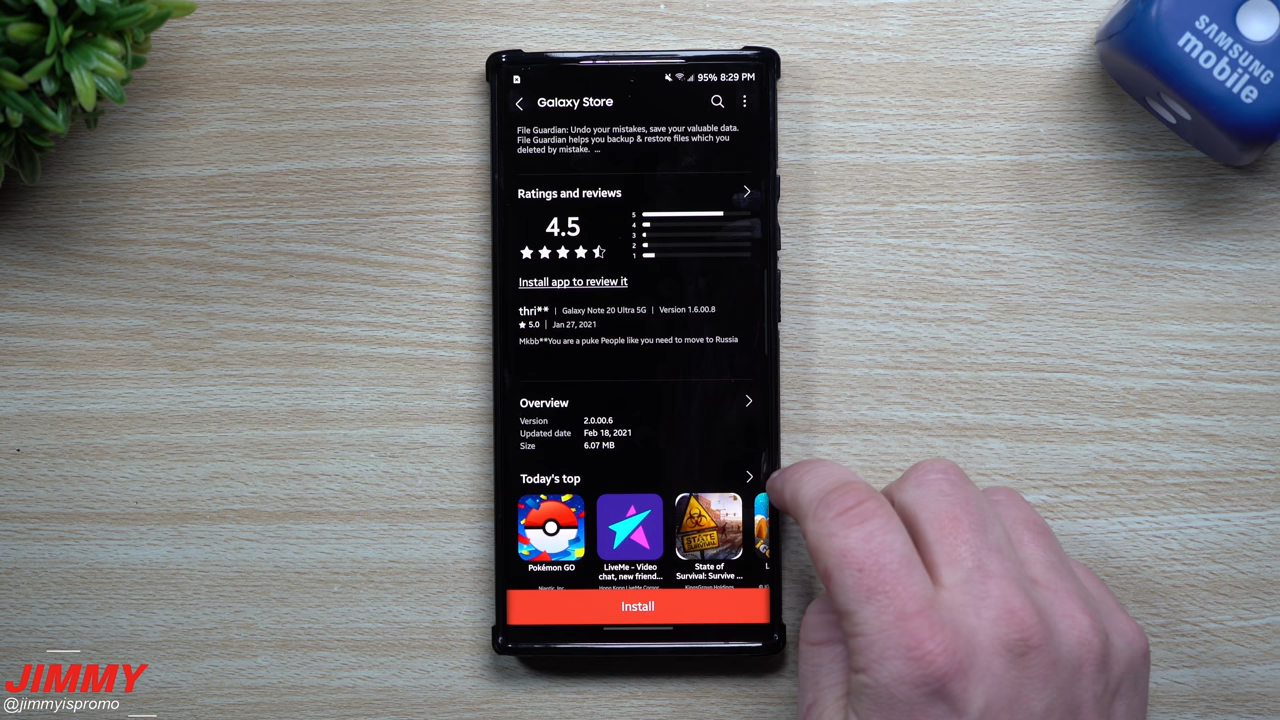 95% 8:29 PM
Galaxy Store
File Guardian: Undo your mistakes, save your valuable data.
File Guardian helps you backup & restore files which you
deleted by mistake. ...
Ratings and reviews
4.5
5
4
3
2
1
Install app to review it
thri** | Galaxy Note 20 Ultra 5G | Version 1.6.00.8
★ 5.0 | Jan 27, 2021
Mkbb**You are a puke People like you need to move to Russia
Overview
Version 2.0.00.6
Updated date Feb 18, 2021
Size 6.07 MB
Today's top
STATE
SURVIVAL
Pokémon GO
LiveMe - Video
chat, new friend...
State of
Survival: Survive ...
L
Install
SAMSUNG
mobile
JIMMY
@jimmyispromo